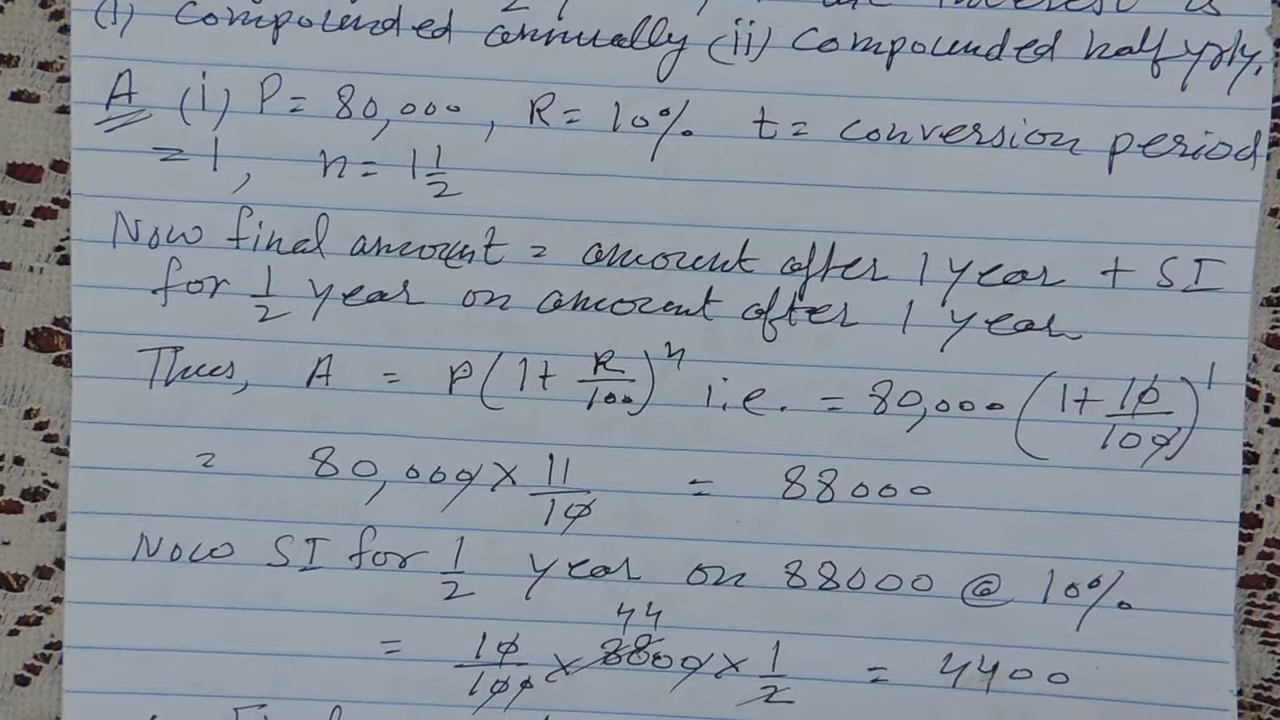 (i) Compounded annually (ii) Compounded half yrly.
A (i) P = 80,000, R = 10% t = conversion period
= 1, n = 1 1/2
Now final amount = amount after 1 year + SI
for 1/2 year on amount after 1 year
Thus, A = P(1 + R/100)^n i.e. = 80,000 (1 + 10/100)^1
= 80,000 × 11/10 = 88000
Now SI for 1/2 year on 88000 @ 10%.
44
= 10/100 × 8800 × 1/2 = 4400